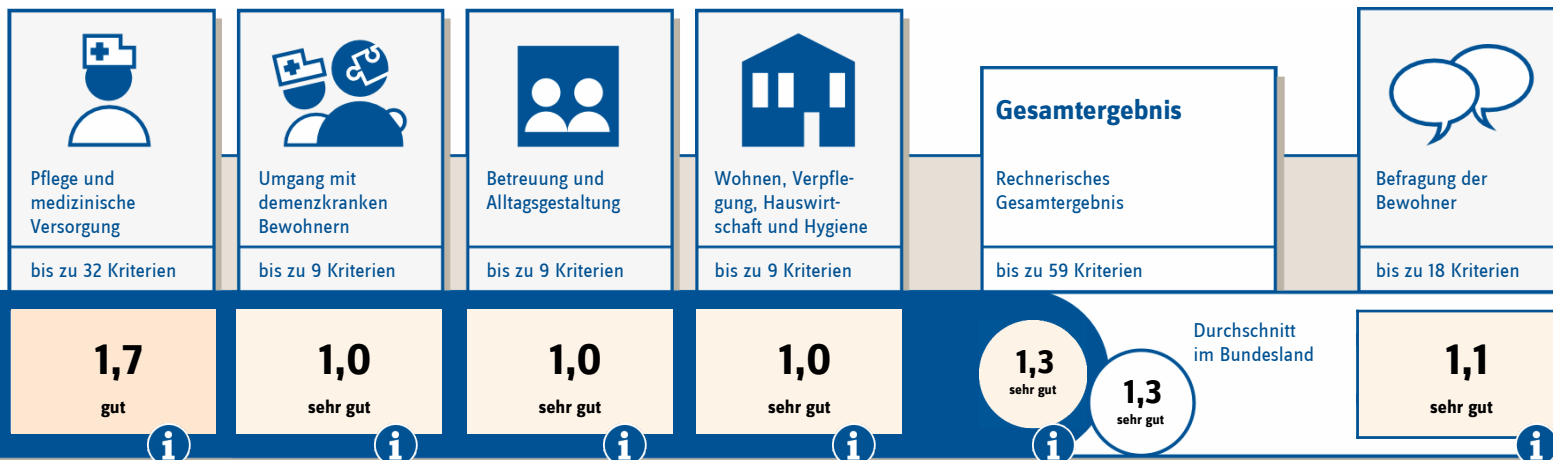 Pflege und
medizinische
Versorgung
bis zu 32 Kriterien
1,7
gut
i
Umgang mit
demenzkranken
Bewohnern
bis zu 9 Kriterien
1,0
sehr gut
i
Betreuung und
Alltagsgestaltung
bis zu 9 Kriterien
1,0
sehr gut
i
Wohnen, Verpfle-
gung, Hauswirt-
schaft und Hygiene
bis zu 9 Kriterien
1,0
sehr gut
i
Gesamtergebnis
Rechnerisches
Gesamtergebnis
bis zu 59 Kriterien
1,3
sehr gut
i
Durchschnitt
im Bundesland
1,3
sehr gut
Befragung der
Bewohner
bis zu 18 Kriterien
1,1
sehr gut
i